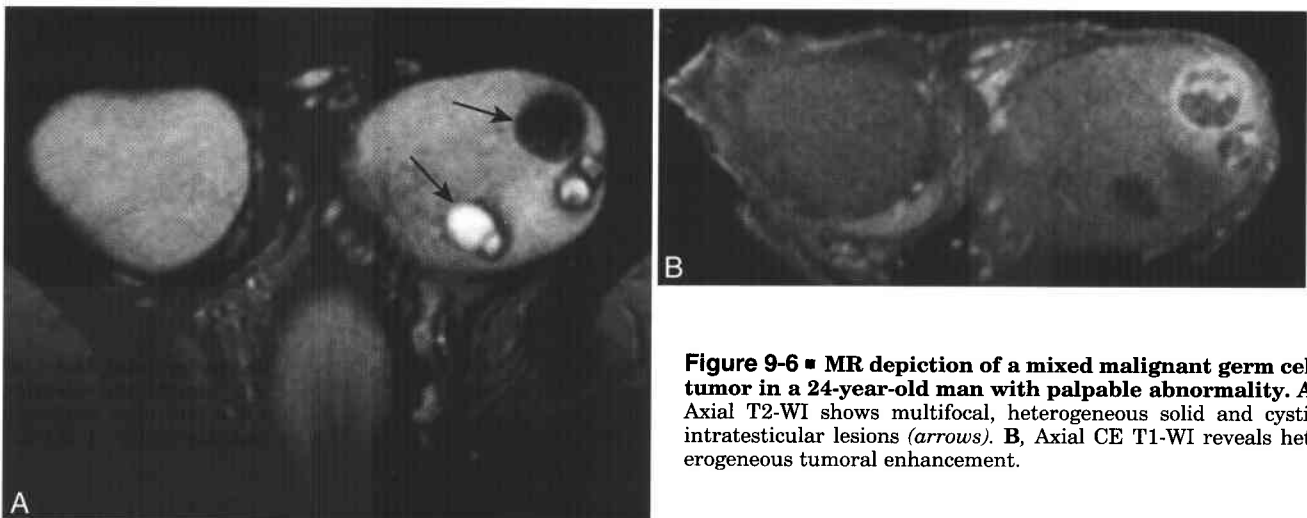 A
B
Figure 9-6 ▪ MR depiction of a mixed malignant germ cel
tumor in a 24-year-old man with palpable abnormality. A
Axial T2-WI shows multifocal, heterogeneous solid and cysti
intratesticular lesions (arrows). B, Axial CE T1-WI reveals het
erogeneous tumoral enhancement.